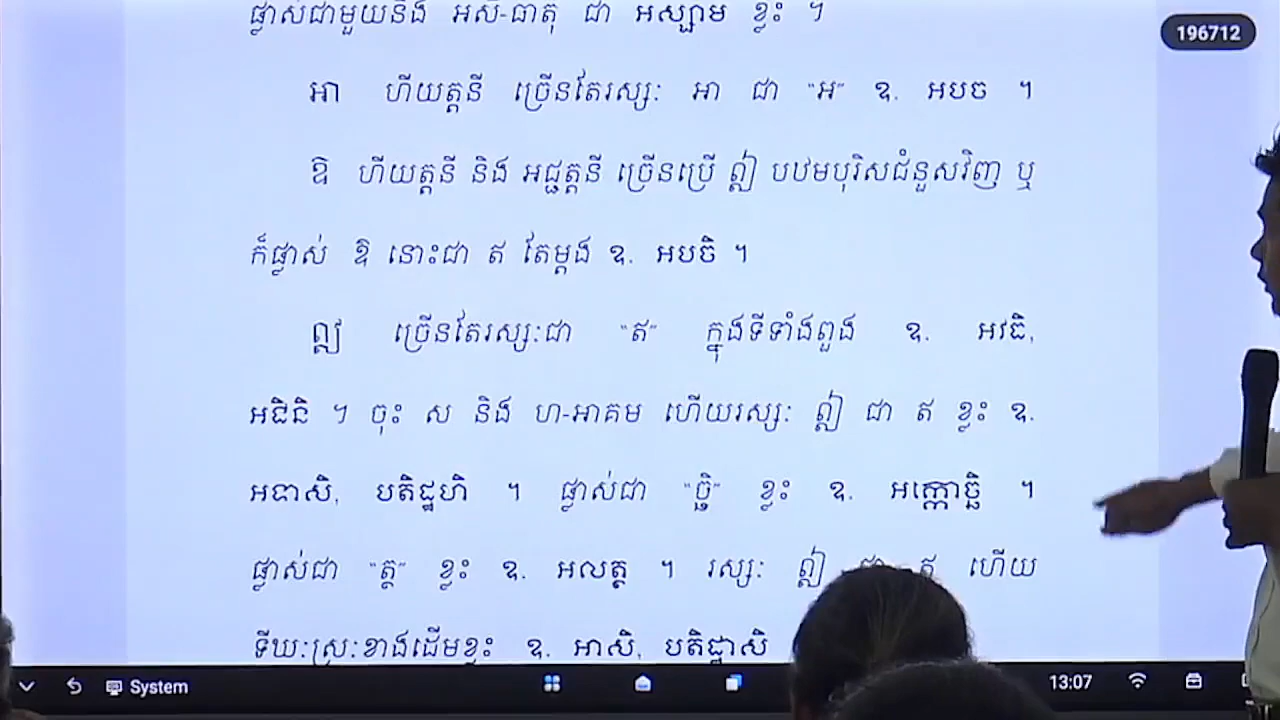 ផ្លាស់ជាមួយនឹង អស-ធាតុ ជា អស្សាម ខ្លះ ។
196712
អា ហីយត្តនី ច្រើនតែរស្សៈ អា ជា "អ" ឧ. អបច ។
ឱ ហីយត្តនី និង អជ្ជត្តនី ច្រើនប្រើ ឦ បឋមបុរិសជំនួសវិញ ឬ
ក៏ផ្លាស់ ឱ នោះជា ឥ តែម្តង ឧ. អបចិ ។
ឦ ច្រើនតែរស្សៈជា "ឥ" ក្នុងទីទាំងពួង ឧ. អវធិ,
អជិនិ ។ ចុះ ស និង ហ-អាគម ហើយរស្សៈ ឦ ជា ឥ ខ្លះ ឧ.
អទាសិ, បតិដ្ឋហិ ។ ផ្លាស់ជា "ច្ឆិ" ខ្លះ ឧ. អក្កោច្ឆិ ។
ផ្លាស់ជា "ត្ថ" ខ្លះ ឧ. អលត្ថ ។ រស្សៈ ឦ ជា ឥ ហើយ
ទីឃៈស្រៈខាងដើមខ្លះ ឧ. អាសិ, បតិដ្ឋាសិ
System
13:07